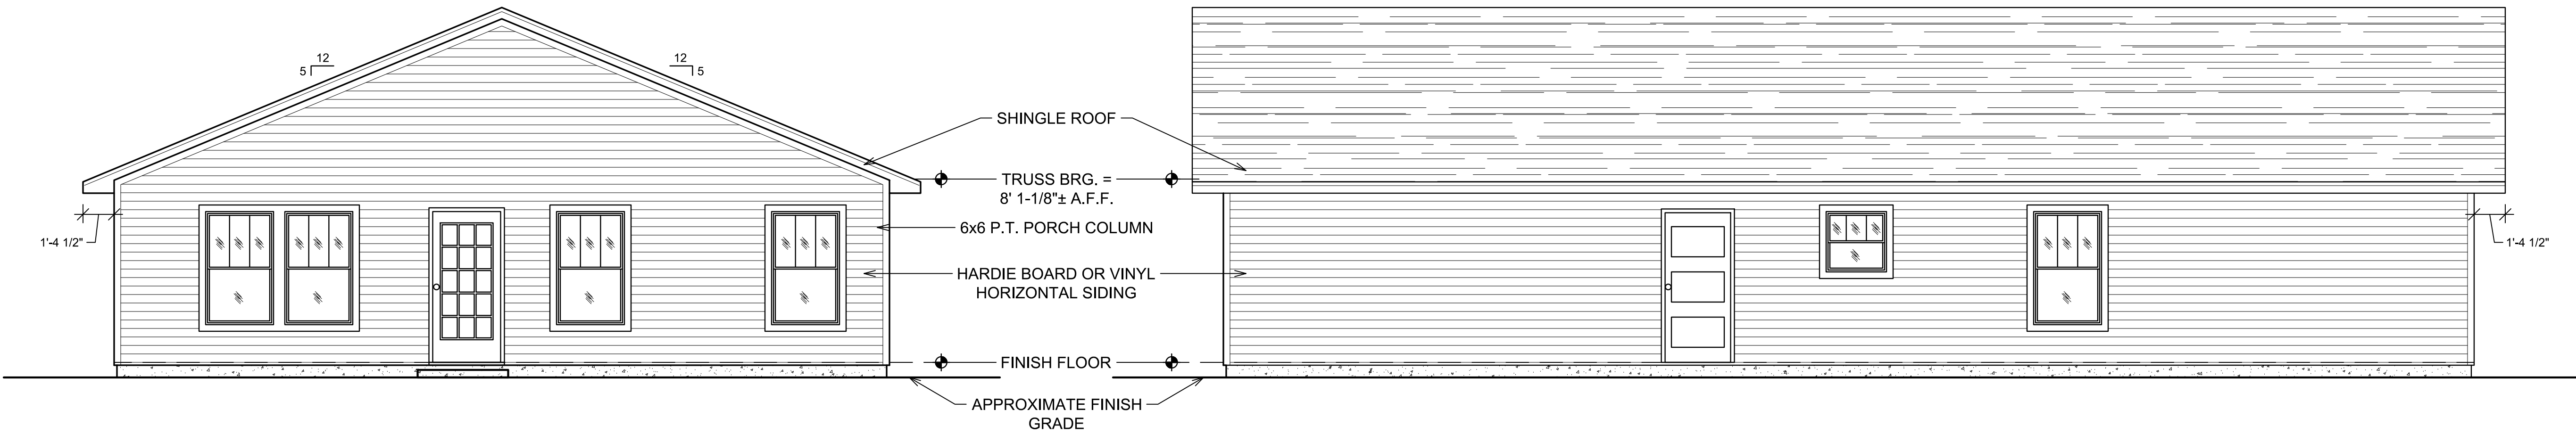 12
5
12
5
SHINGLE ROOF
TRUSS BRG. =
8' 1-1/8"± A.F.F.
6x6 P.T. PORCH COLUMN
1'-4 1/2"
1'-4 1/2"
HARDIE BOARD OR VINYL
HORIZONTAL SIDING
FINISH FLOOR
APPROXIMATE FINISH
GRADE